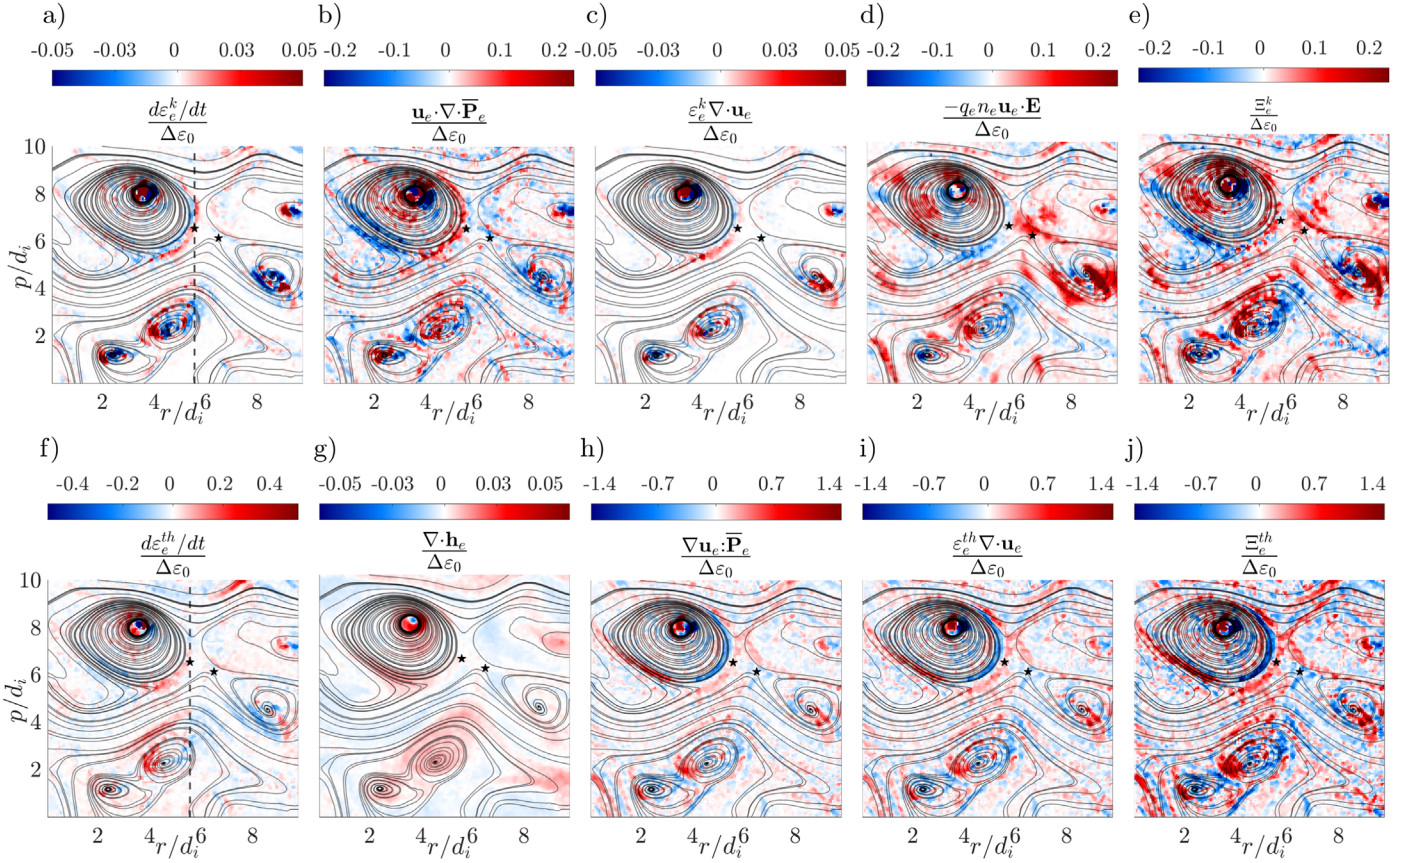 a) b) c) d) e)
-0.05 -0.03 0 0.03 0.05 -0.2 -0.1 0 0.1 0.2 -0.05 -0.03 0 0.03 0.05 -0.2 -0.1 0 0.1 0.2 -0.2 -0.1 0 0.1 0.2
dε_e^k/dt u_e·∇·P̅_e ε_e^k∇·u_e −q_e n_e u_e·E Ξ_e^k
Δε_0 Δε_0 Δε_0 Δε_0 Δε_0
10
8
6
4
2
p/d_i
2 4 r/d_i 6 8 2 4 r/d_i 6 8 2 4 r/d_i 6 8 2 4 r/d_i 6 8 2 4 r/d_i 6 8
f) g) h) i) j)
-0.4 -0.2 0 0.2 0.4 -0.05 -0.03 0 0.03 0.05 -1.4 -0.7 0 0.7 1.4 -1.4 -0.7 0 0.7 1.4 -1.4 -0.7 0 0.7 1.4
dε_e^th/dt ∇·h_e ∇u_e:P̅_e ε_e^th∇·u_e Ξ_e^th
Δε_0 Δε_0 Δε_0 Δε_0 Δε_0
10
8
6
4
2
p/d_i
2 4 r/d_i 6 8 2 4 r/d_i 6 8 2 4 r/d_i 6 8 2 4 r/d_i 6 8 2 4 r/d_i 6 8